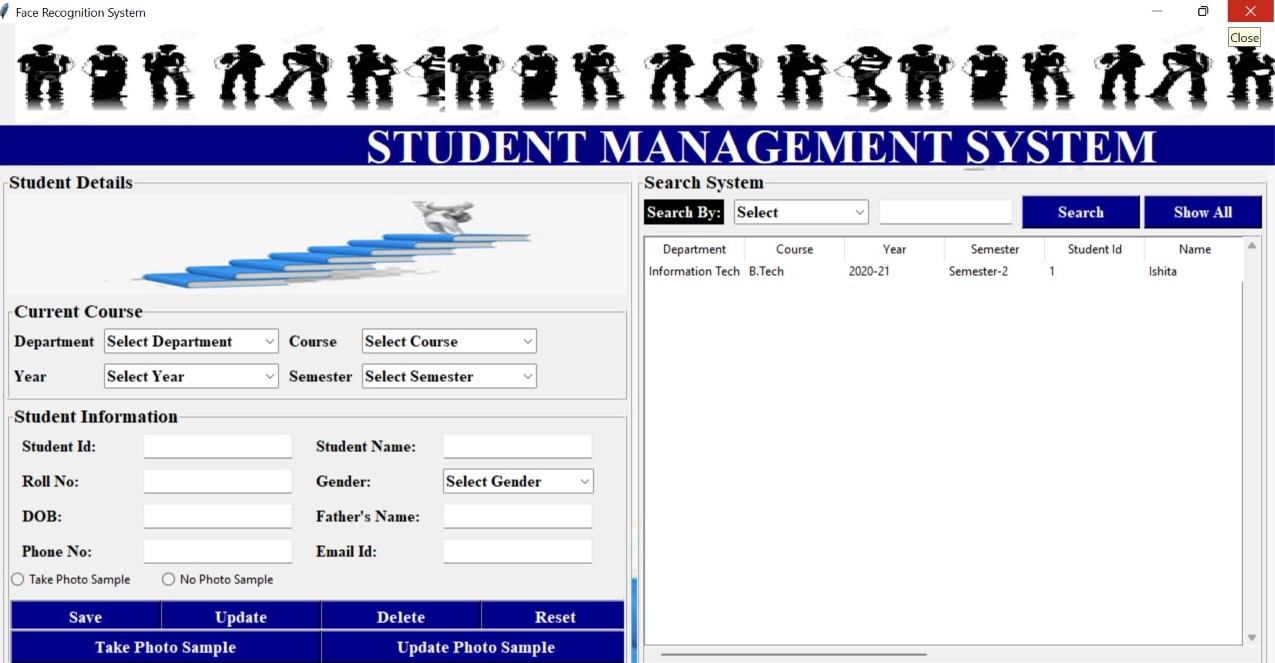 Face Recognition System
Close
STUDENT MANAGEMENT SYSTEM
Student Details
Current Course
Department Select Department Course Select Course
Year Select Year Semester Select Semester
Student Information
Student Id: Student Name:
Roll No: Gender: Select Gender
DOB: Father's Name:
Phone No: Email Id:
Take Photo Sample No Photo Sample
Save Update Delete Reset
Take Photo Sample Update Photo Sample
Search System
Search By: Select Search Show All
Department Course Year Semester Student Id Name
Information Tech B.Tech 2020-21 Semester-2 1 Ishita